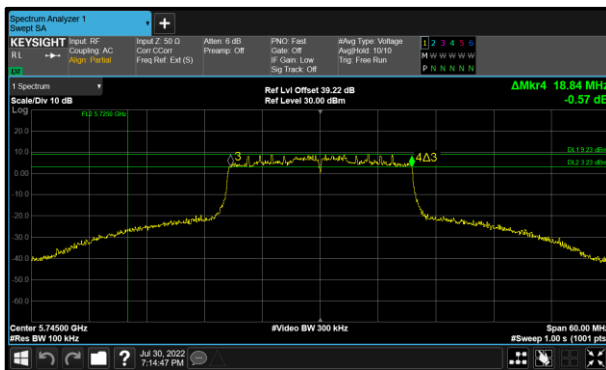 Spectrum Analyzer 1
Swept SA
+
KEYSIGHT
RL
Input: RF
Coupling: AC
Align: Partial
Input Z: 50 Ω
Corr CCorr
Freq Ref: Ext (S)
Atten: 6 dB
Preamp: Off
PNO: Fast
Gate: Off
IF Gain: Low
Sig Track: Off
#Avg Type: Voltage
Avg|Hold: 10/10
Trig: Free Run
1 2 3 4 5 6
M W W W W W
P N N N N N
1 Spectrum
Scale/Div 10 dB
Ref Lvl Offset 39.22 dB
Ref Level 30.00 dBm
ΔMkr4 18.84 MHz
-0.57 dB
Log
FL2 5.7250 GHz
20.0
10.0
0.00
-10.0
-20.0
-30.0
-40.0
-50.0
-60.0
3
4Δ3
DL1 9.23 dBm
DL2 3.23 dBm
Center 5.74500 GHz
#Res BW 100 kHz
#Video BW 300 kHz
Span 60.00 MHz
#Sweep 1.00 s (1001 pts)
?
Jul 30, 2022
7:14:47 PM